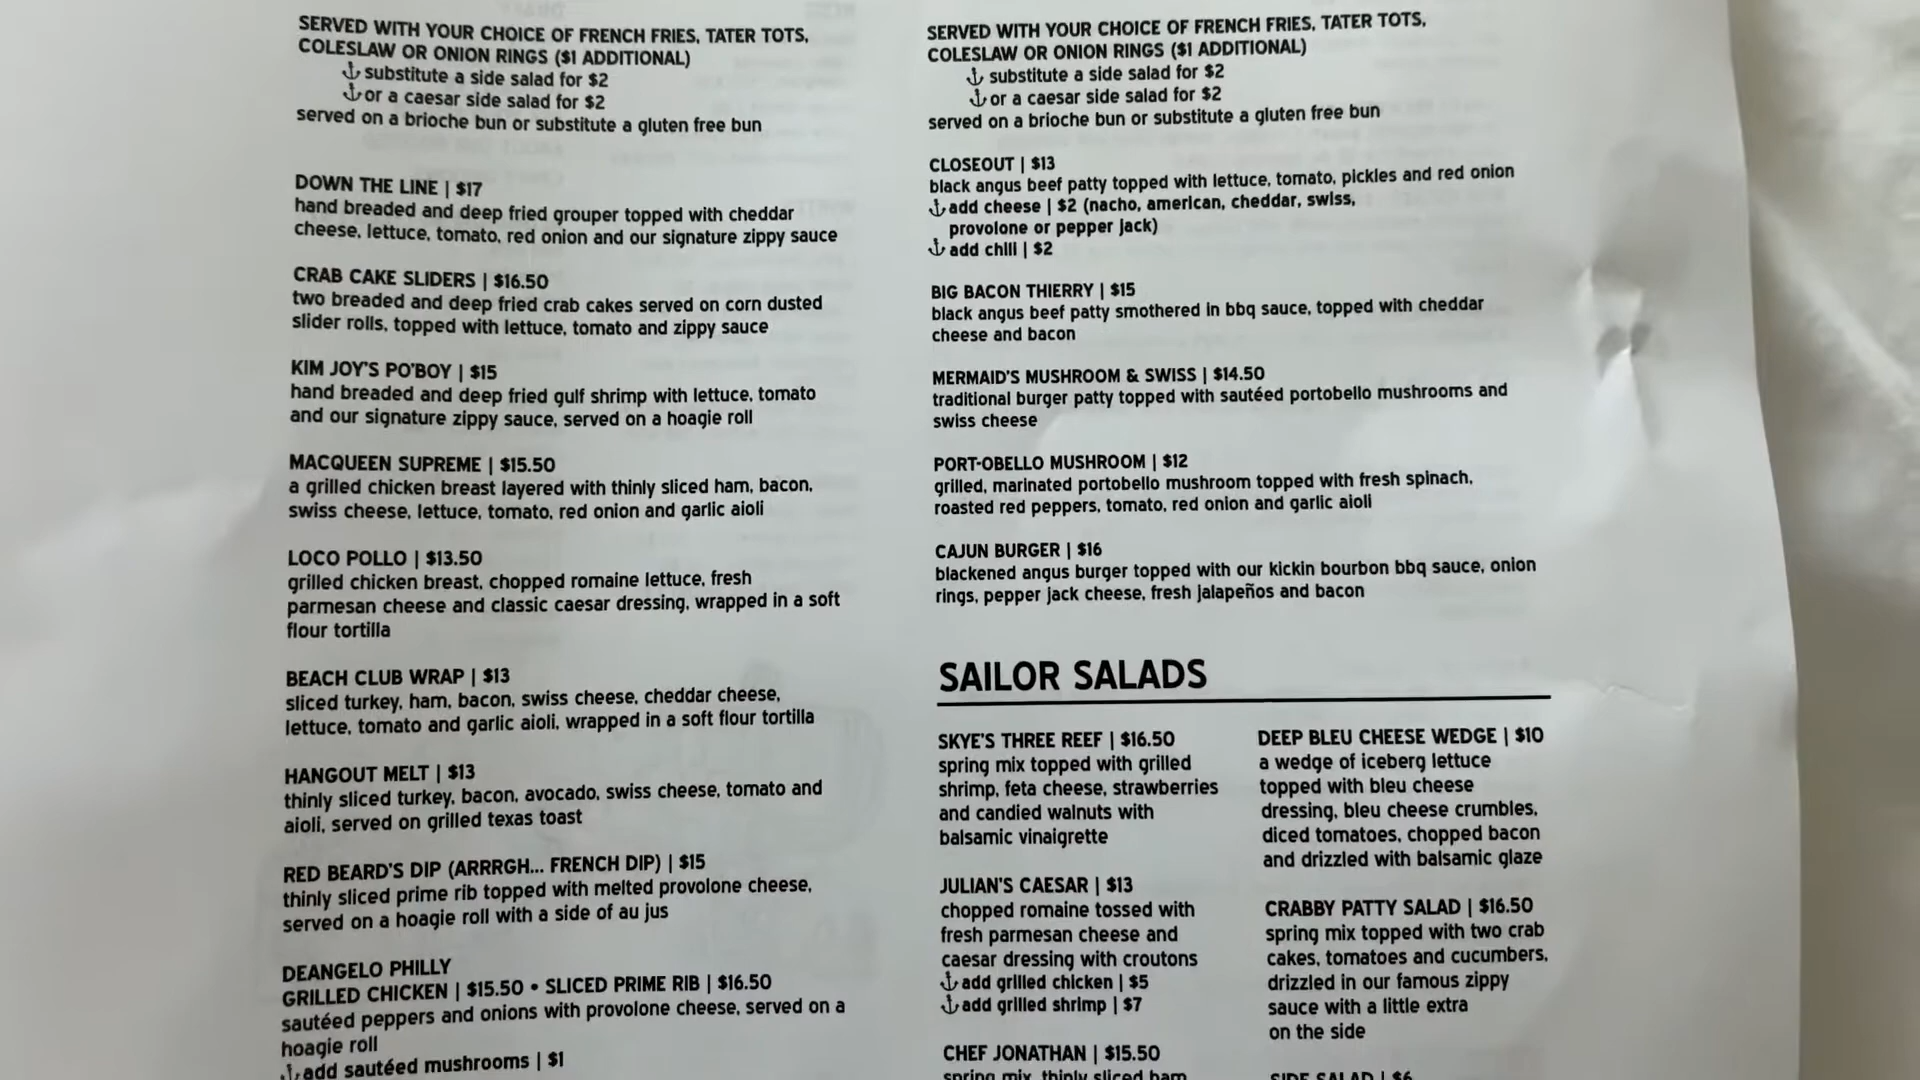 SERVED WITH YOUR CHOICE OF FRENCH FRIES, TATER TOTS,
COLESLAW OR ONION RINGS ($1 ADDITIONAL)
substitute a side salad for $2
or a caesar side salad for $2
served on a brioche bun or substitute a gluten free bun
DOWN THE LINE | $17
hand breaded and deep fried grouper topped with cheddar
cheese, lettuce, tomato, red onion and our signature zippy sauce
CRAB CAKE SLIDERS | $16.50
two breaded and deep fried crab cakes served on corn dusted
slider rolls, topped with lettuce, tomato and zippy sauce
KIM JOY'S PO'BOY | $15
hand breaded and deep fried gulf shrimp with lettuce, tomato
and our signature zippy sauce, served on a hoagie roll
MACQUEEN SUPREME | $15.50
a grilled chicken breast layered with thinly sliced ham, bacon,
swiss cheese, lettuce, tomato, red onion and garlic aioli
LOCO POLLO | $13.50
grilled chicken breast, chopped romaine lettuce, fresh
parmesan cheese and classic caesar dressing, wrapped in a soft
flour tortilla
BEACH CLUB WRAP | $13
sliced turkey, ham, bacon, swiss cheese, cheddar cheese,
lettuce, tomato and garlic aioli, wrapped in a soft flour tortilla
HANGOUT MELT | $13
thinly sliced turkey, bacon, avocado, swiss cheese, tomato and
aioli, served on grilled texas toast
RED BEARD'S DIP (ARRRGH... FRENCH DIP) | $15
thinly sliced prime rib topped with melted provolone cheese,
served on a hoagie roll with a side of au jus
DEANGELO PHILLY
GRILLED CHICKEN | $15.50 • SLICED PRIME RIB | $16.50
sautéed peppers and onions with provolone cheese, served on a
hoagie roll
add sautéed mushrooms | $1
SERVED WITH YOUR CHOICE OF FRENCH FRIES, TATER TOTS,
COLESLAW OR ONION RINGS ($1 ADDITIONAL)
substitute a side salad for $2
or a caesar side salad for $2
served on a brioche bun or substitute a gluten free bun
CLOSEOUT | $13
black angus beef patty topped with lettuce, tomato, pickles and red onion
add cheese | $2 (nacho, american, cheddar, swiss,
provolone or pepper jack)
add chili | $2
BIG BACON THIERRY | $15
black angus beef patty smothered in bbq sauce, topped with cheddar
cheese and bacon
MERMAID'S MUSHROOM & SWISS | $14.50
traditional burger patty topped with sautéed portobello mushrooms and
swiss cheese
PORT-OBELLO MUSHROOM | $12
grilled, marinated portobello mushroom topped with fresh spinach,
roasted red peppers, tomato, red onion and garlic aioli
CAJUN BURGER | $16
blackened angus burger topped with our kickin bourbon bbq sauce, onion
rings, pepper jack cheese, fresh jalapeños and bacon
SAILOR SALADS
SKYE'S THREE REEF | $16.50
spring mix topped with grilled
shrimp, feta cheese, strawberries
and candied walnuts with
balsamic vinaigrette
JULIAN'S CAESAR | $13
chopped romaine tossed with
fresh parmesan cheese and
caesar dressing with croutons
add grilled chicken | $5
add grilled shrimp | $7
CHEF JONATHAN | $15.50
spring mix, thinly sliced ham
DEEP BLEU CHEESE WEDGE | $10
a wedge of iceberg lettuce
topped with bleu cheese
dressing, bleu cheese crumbles,
diced tomatoes, chopped bacon
and drizzled with balsamic glaze
CRABBY PATTY SALAD | $16.50
spring mix topped with two crab
cakes, tomatoes and cucumbers,
drizzled in our famous zippy
sauce with a little extra
on the side
SIDE SALAD | $6